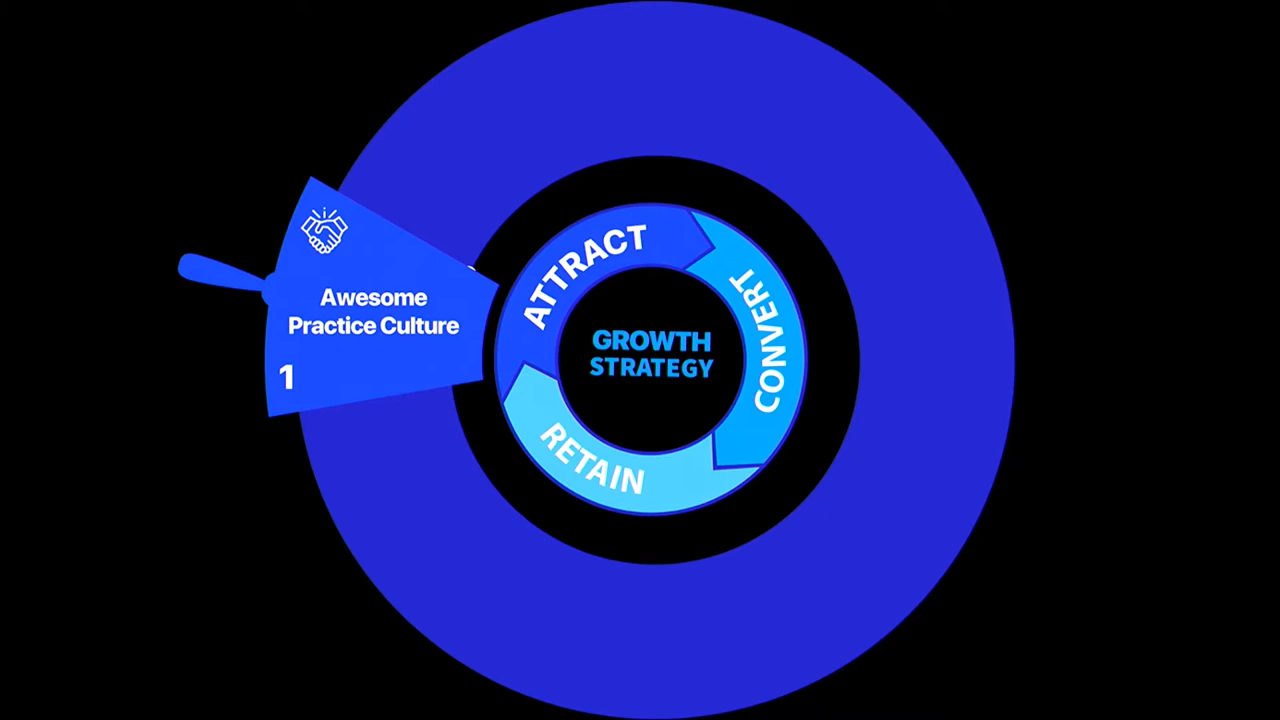 Awesome
Practice Culture
1
ATTRACT
CONVERT
RETAIN
GROWTH
STRATEGY